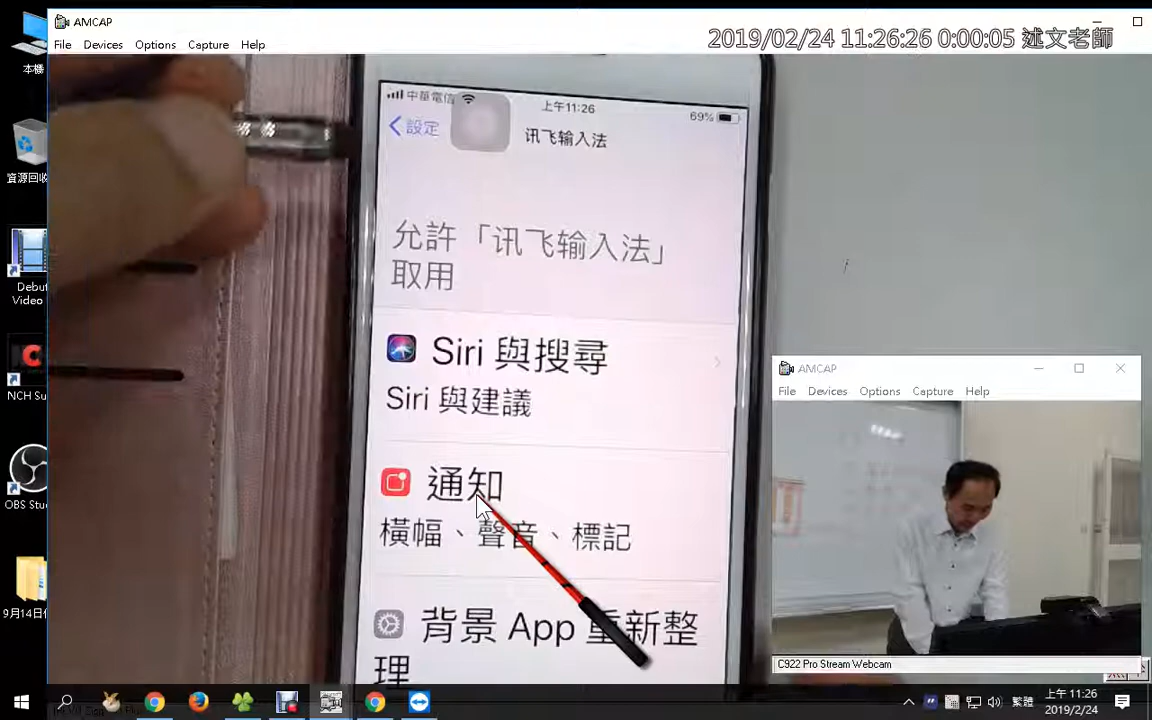 AMCAP
File Devices Options Capture Help
2019/02/24 11:26:26 0:00:05 述文老師
本機
資源回收
Debut
Video
NCH Su
OBS Stu
9月14日
中華電信
上午11:26
69%
設定
讯飞输入法
允許「讯飞输入法」
取用
Siri 與搜尋
Siri 與建議
通知
橫幅、聲音、標記
背景 App 重新整
理
AMCAP
File Devices Options Capture Help
C922 Pro Stream Webcam
繁體
上午 11:26
2019/2/24